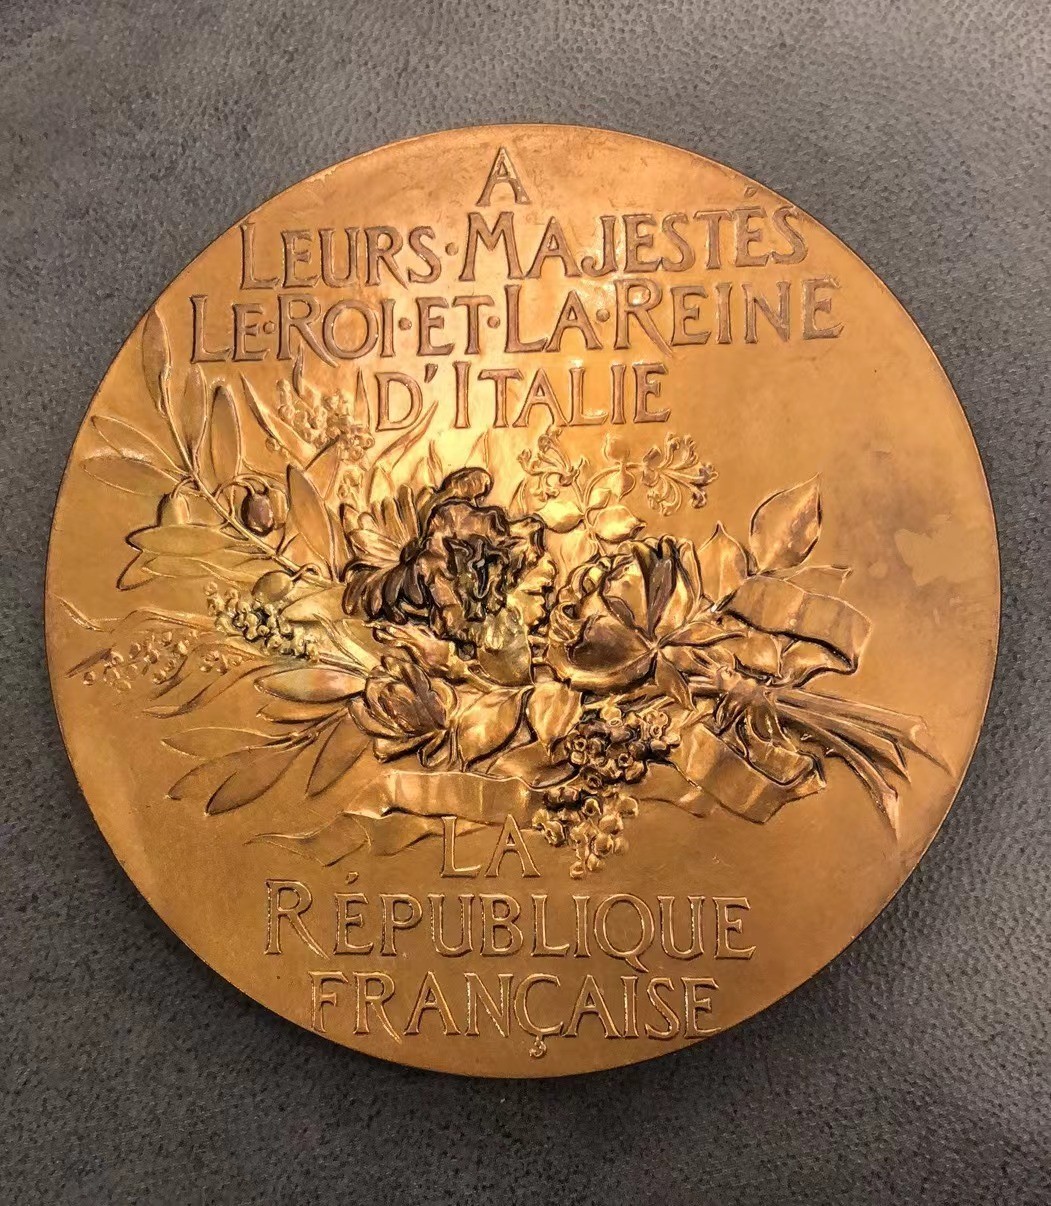 A
LEURS·MAJESTÉS
LE·ROI·ET·LA·REINE
D'ITALIE
LA
RÉPUBLIQUE
FRANÇAISE